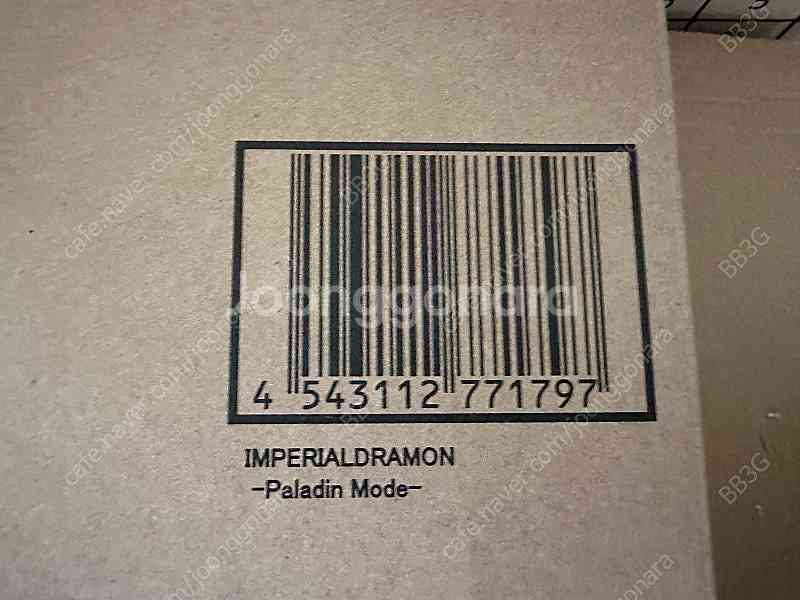 4 543112 771797
IMPERIALDRAMON
-Paladin Mode-
Joonggonara
cafe.naver.com/joonggonara
BB3G